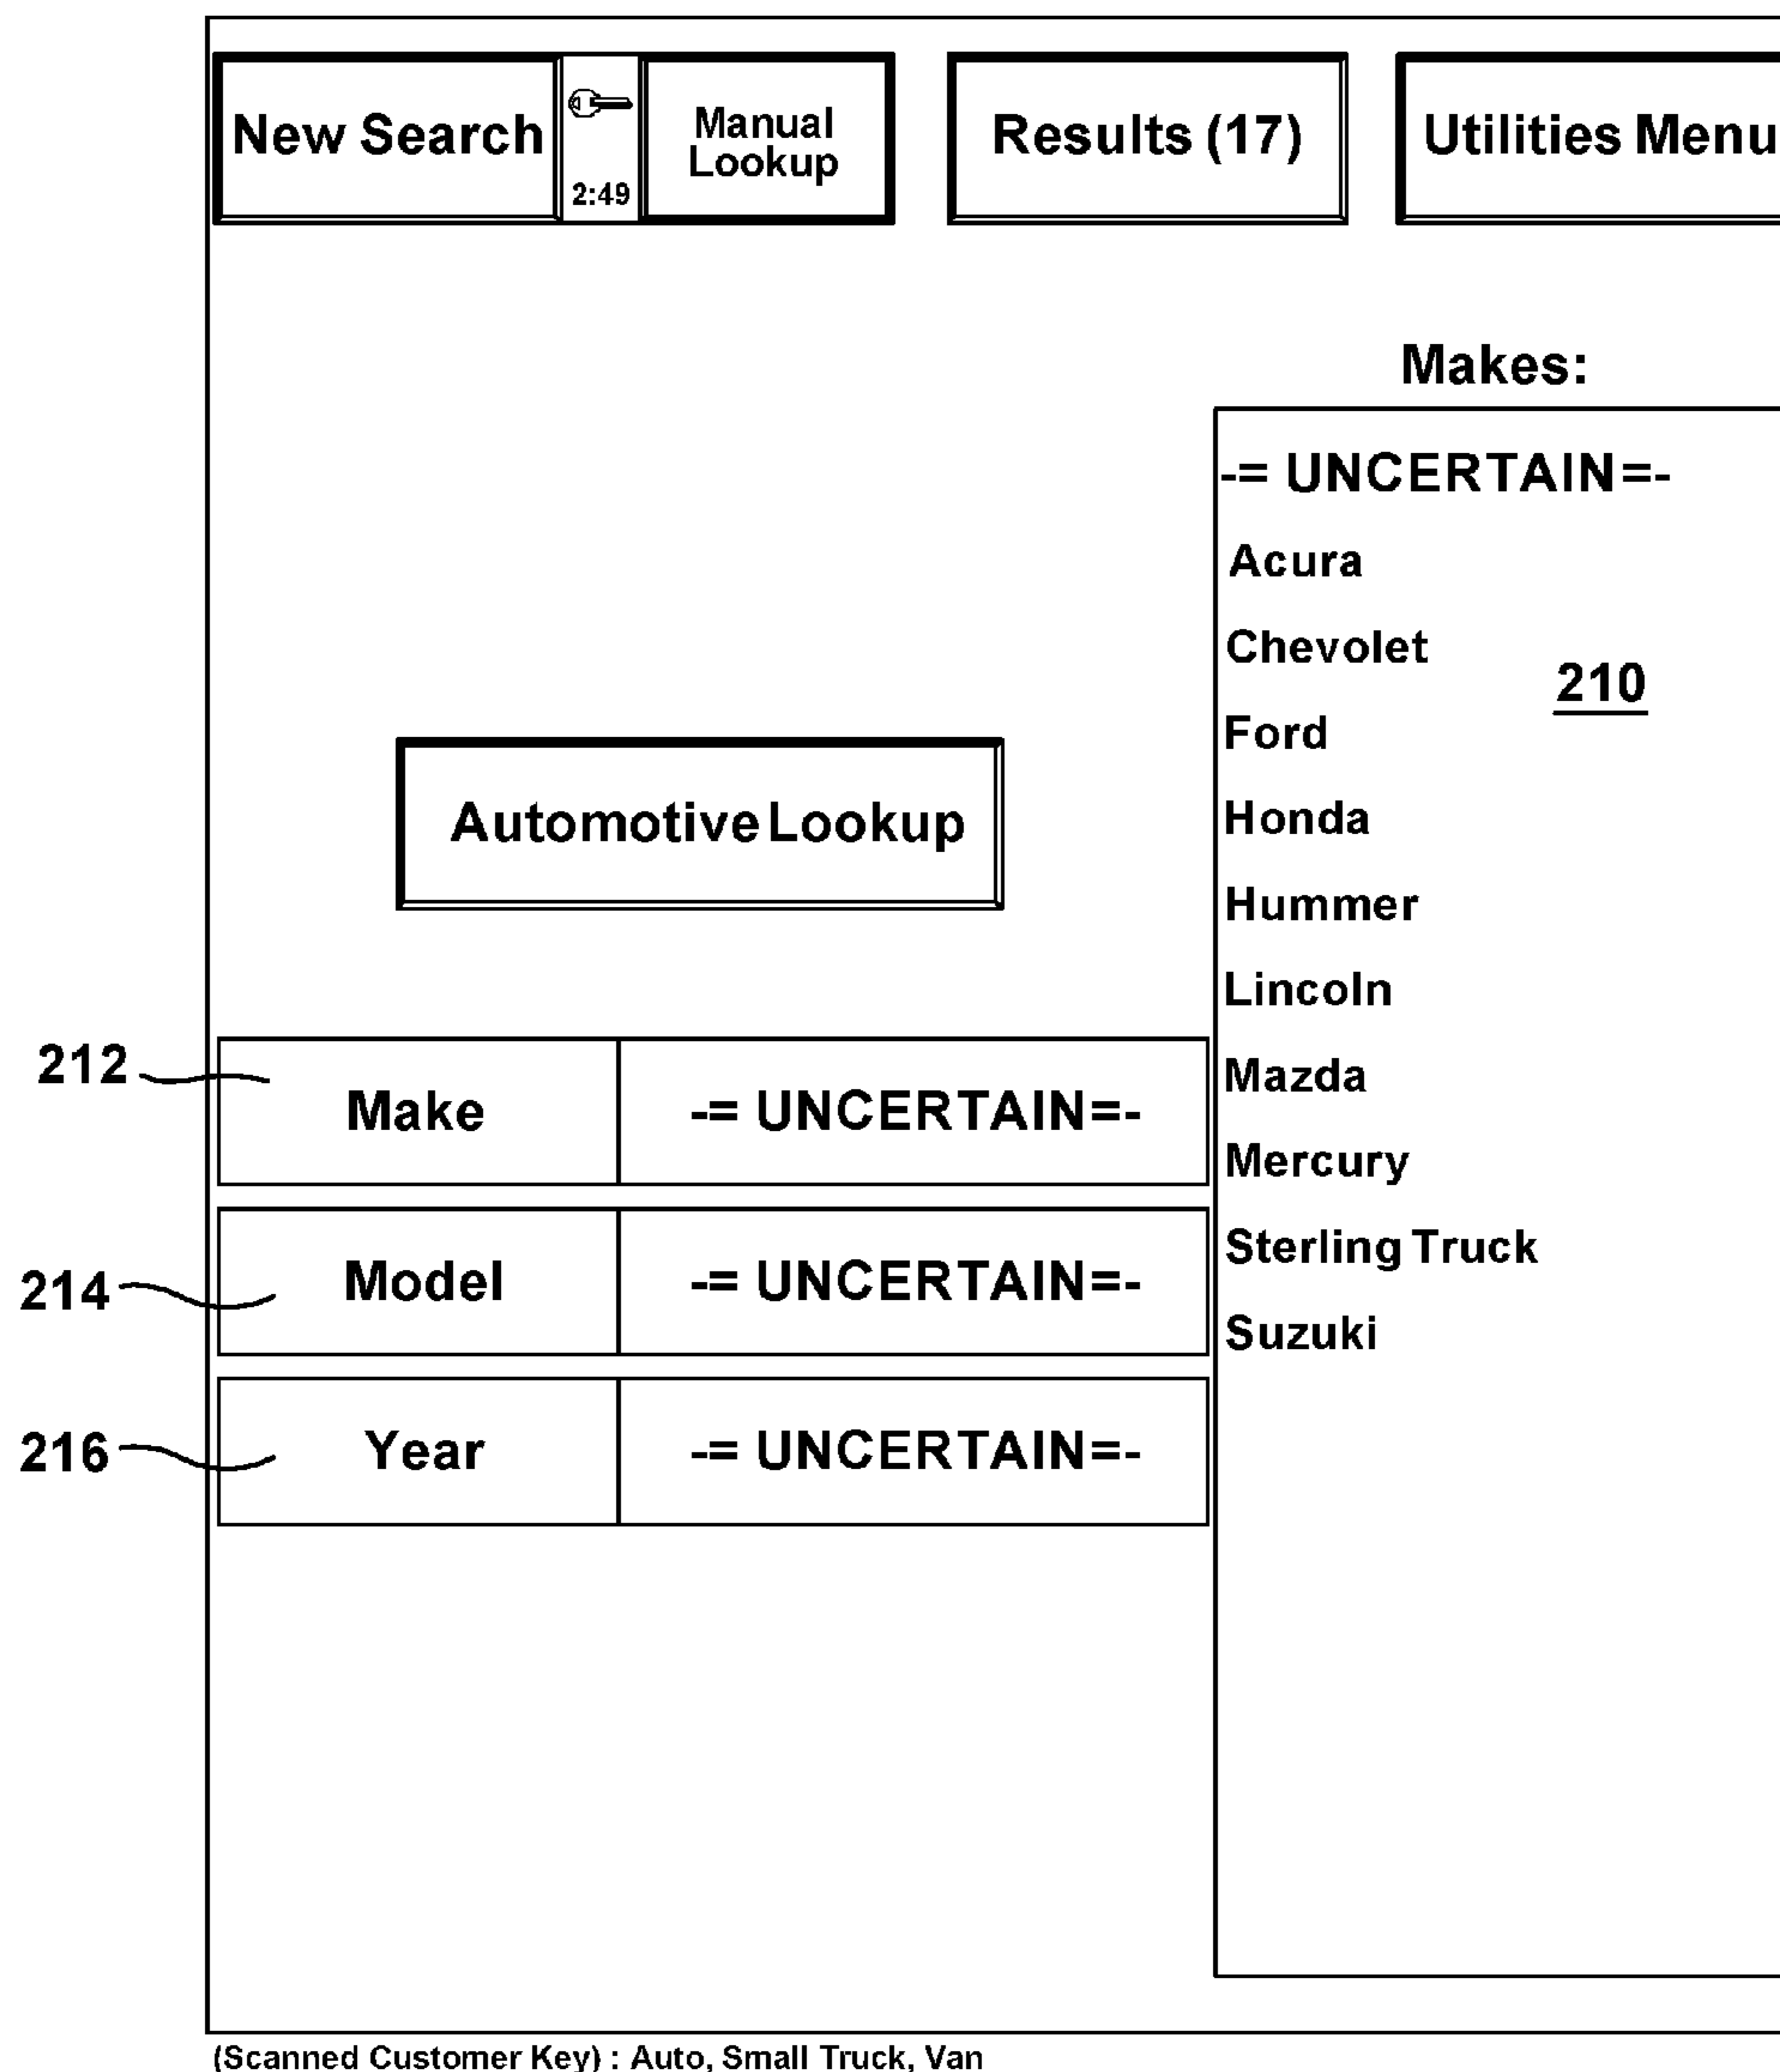 New Search
2:49
Manual
Lookup
Results (17)
Utilities Menu
Makes:
-= UNCERTAIN=-
Acura
Chevolet
210
Ford
Honda
Hummer
Lincoln
Mazda
Mercury
Sterling Truck
Suzuki
Automotive Lookup
212
Make
-= UNCERTAIN=-
214
Model
-= UNCERTAIN=-
216
Year
-= UNCERTAIN=-
(Scanned Customer Key) : Auto, Small Truck, Van